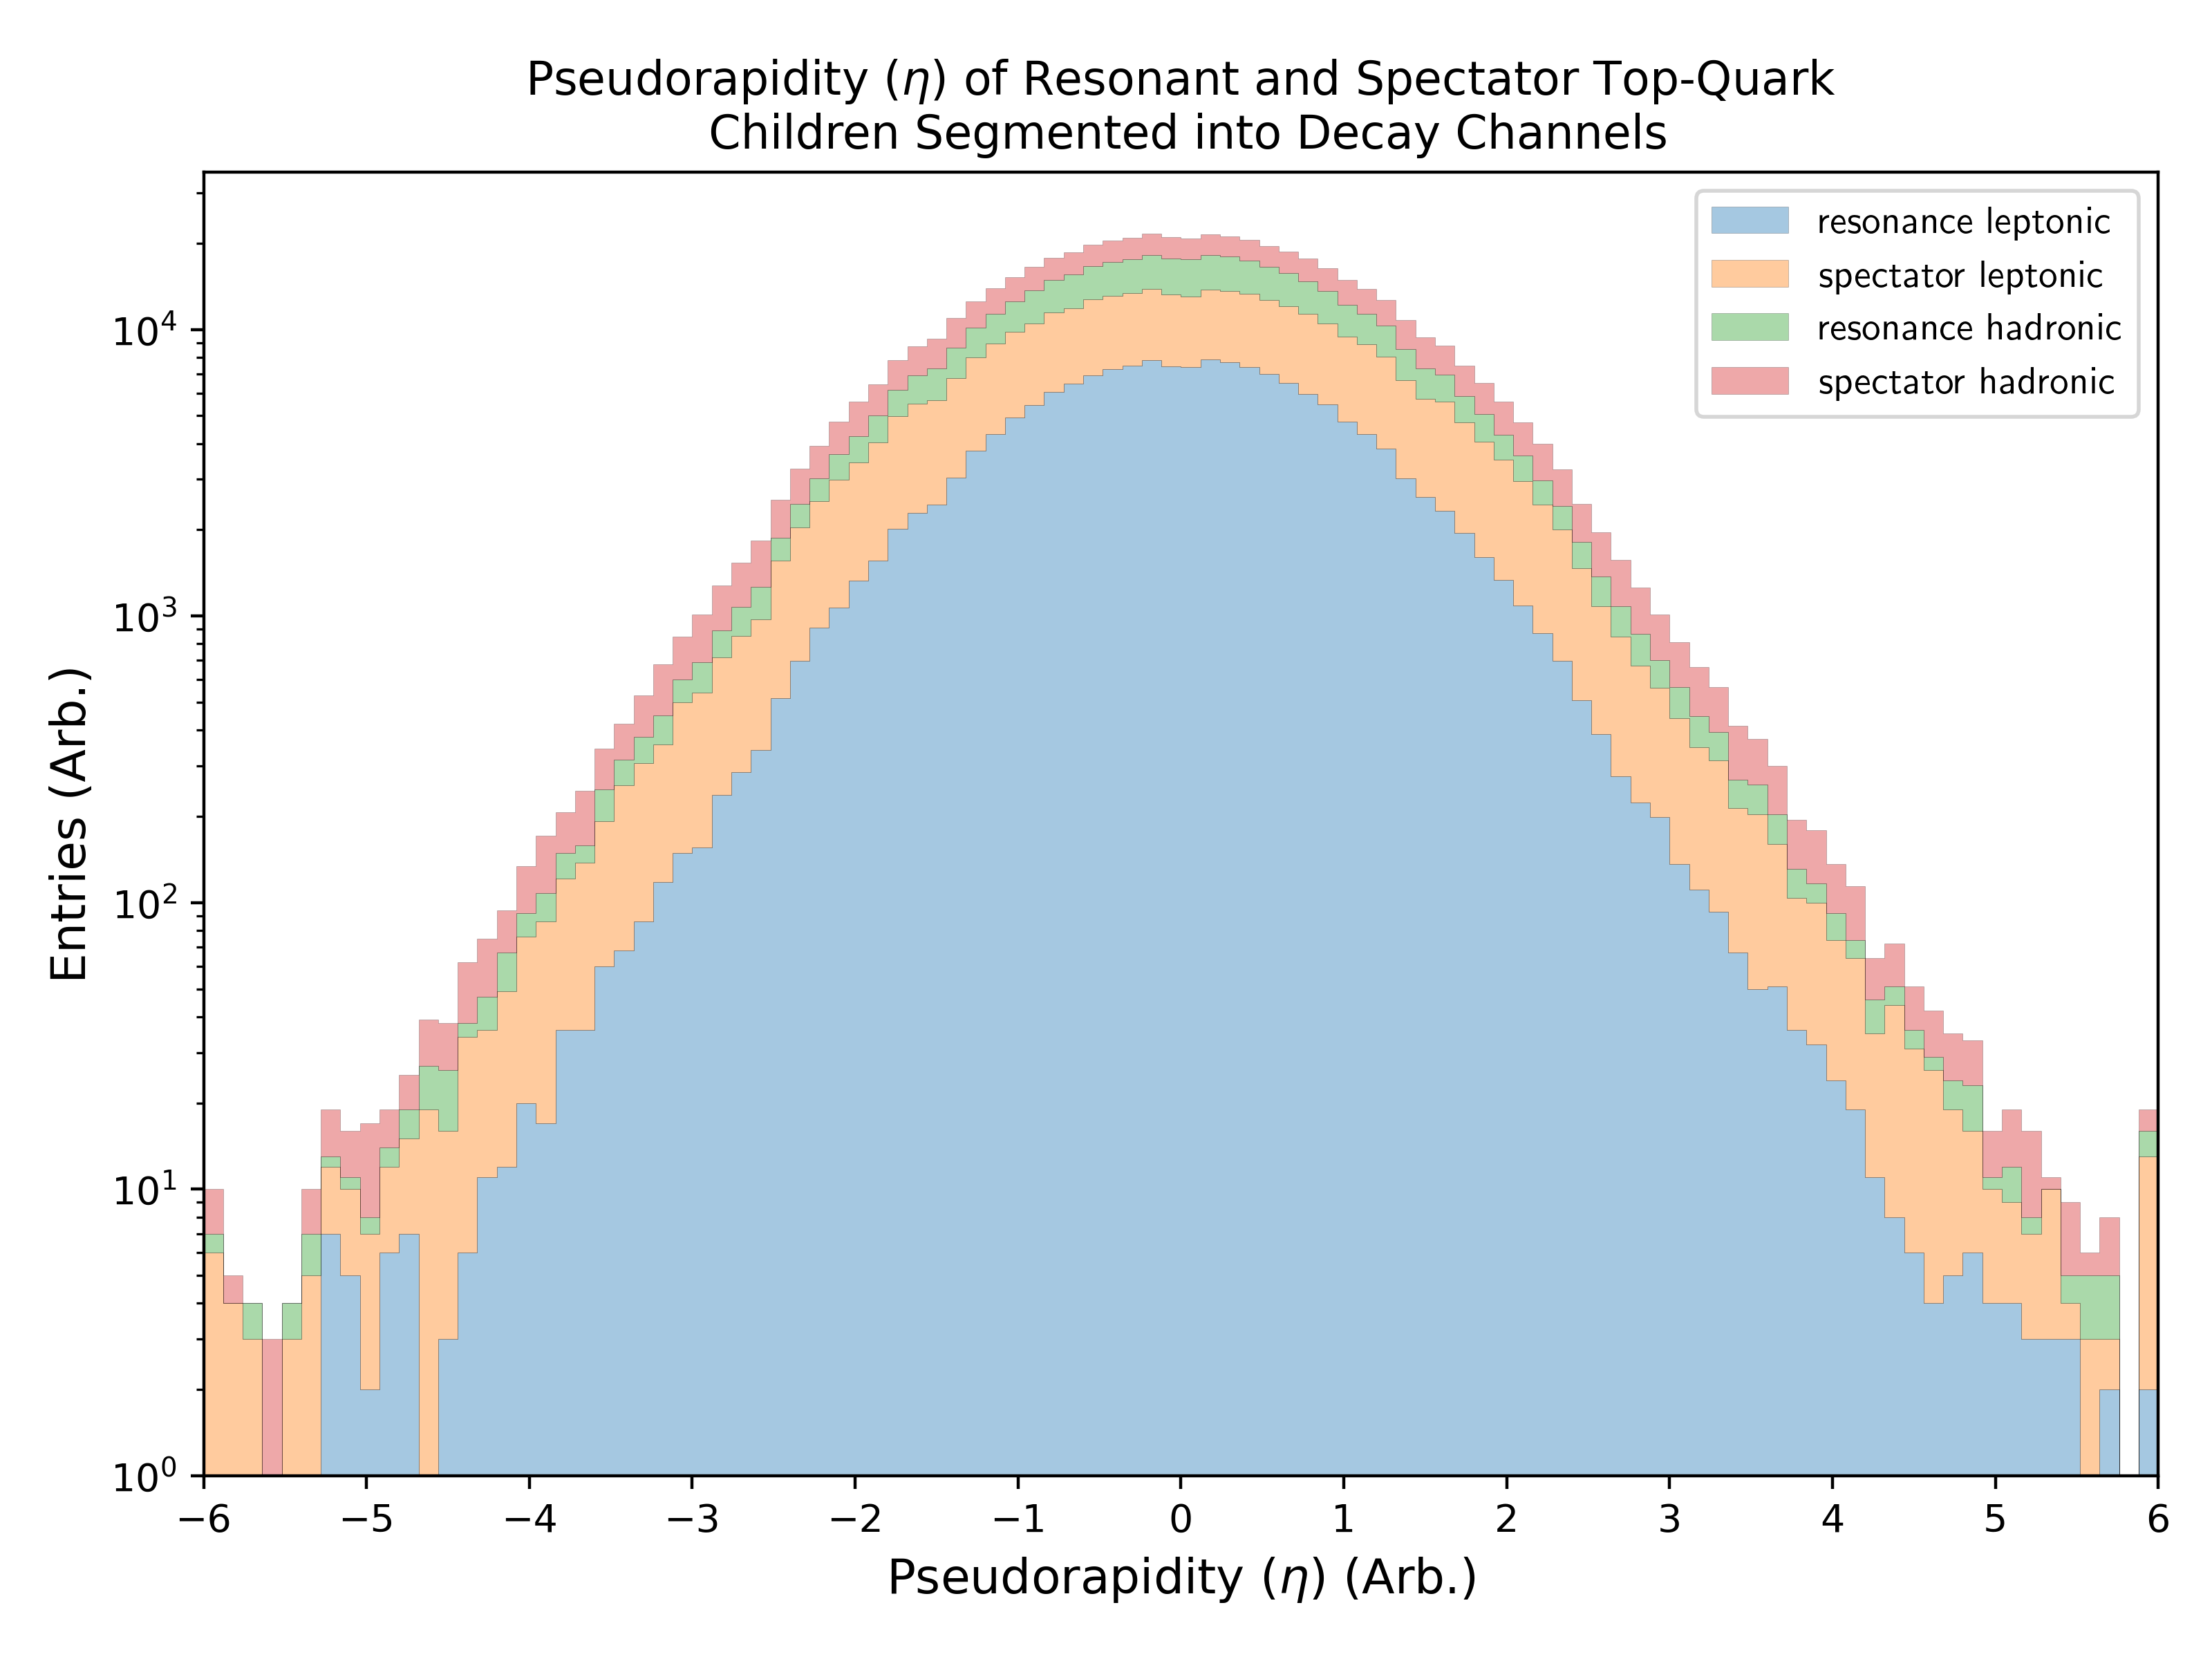 Pseudorapidity (η) of Resonant and Spectator Top-Quark
Children Segmented into Decay Channels
resonance leptonic
spectator leptonic
resonance hadronic
spectator hadronic
Entries (Arb.)
10⁴
10³
10²
10¹
10⁰
−6 −5 −4 −3 −2 −1 0 1 2 3 4 5 6
Pseudorapidity (η) (Arb.)